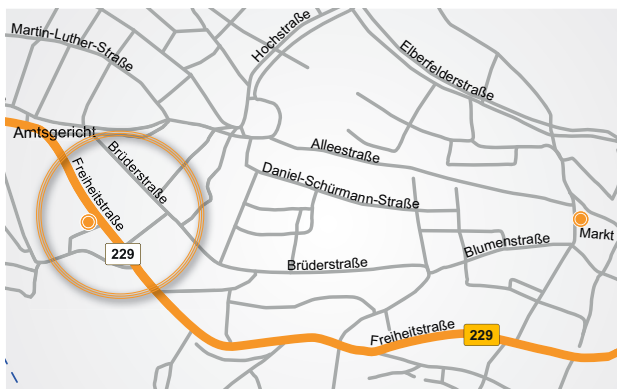 Martin-Luther-Straße
Hochstraße
Elberfelderstraße
Amtsgericht
Brüderstraße
Alleestraße
Freiheitstraße
Daniel-Schürmann-Straße
Markt
229
Blumenstraße
Brüderstraße
Freiheitstraße
229